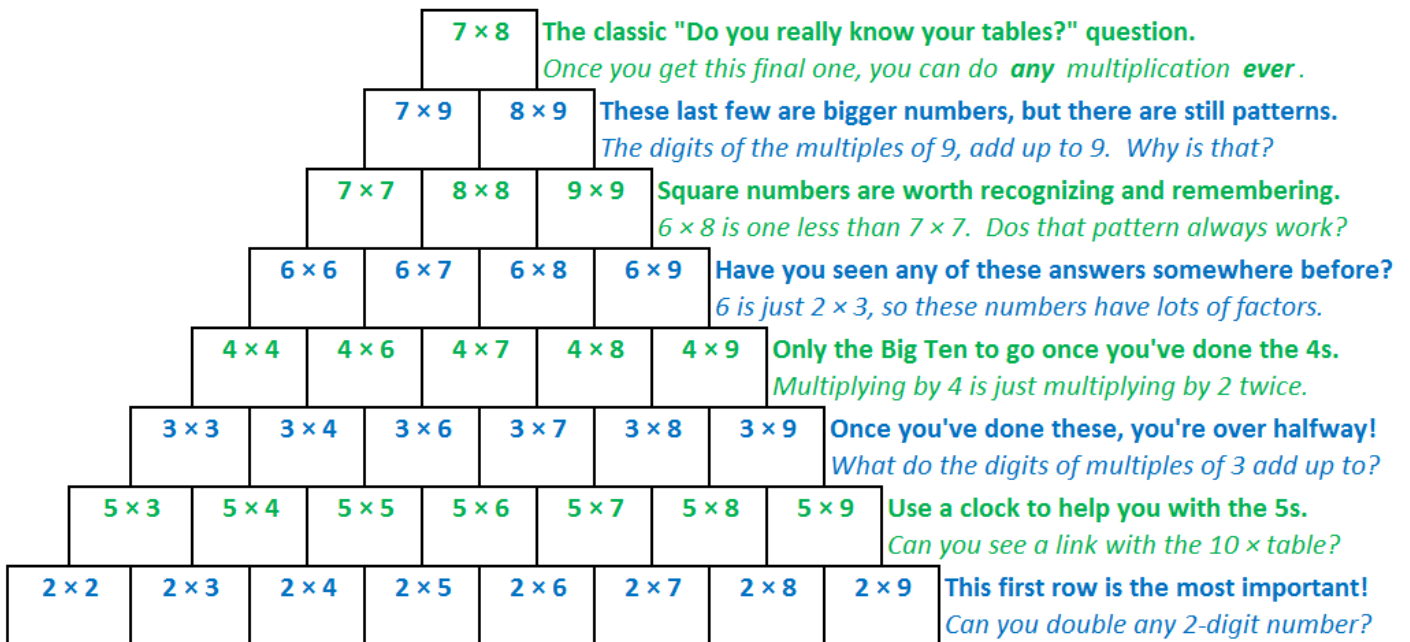 7 × 8 The classic "Do you really know your tables?" question.
Once you get this final one, you can do any multiplication ever.
7 × 9 8 × 9 These last few are bigger numbers, but there are still patterns.
The digits of the multiples of 9, add up to 9. Why is that?
7 × 7 8 × 8 9 × 9 Square numbers are worth recognizing and remembering.
6 × 8 is one less than 7 × 7. Dos that pattern always work?
6 × 6 6 × 7 6 × 8 6 × 9 Have you seen any of these answers somewhere before?
6 is just 2 × 3, so these numbers have lots of factors.
4 × 4 4 × 6 4 × 7 4 × 8 4 × 9 Only the Big Ten to go once you've done the 4s.
Multiplying by 4 is just multiplying by 2 twice.
3 × 3 3 × 4 3 × 6 3 × 7 3 × 8 3 × 9 Once you've done these, you're over halfway!
What do the digits of multiples of 3 add up to?
5 × 3 5 × 4 5 × 5 5 × 6 5 × 7 5 × 8 5 × 9 Use a clock to help you with the 5s.
Can you see a link with the 10 × table?
2 × 2 2 × 3 2 × 4 2 × 5 2 × 6 2 × 7 2 × 8 2 × 9 This first row is the most important!
Can you double any 2-digit number?